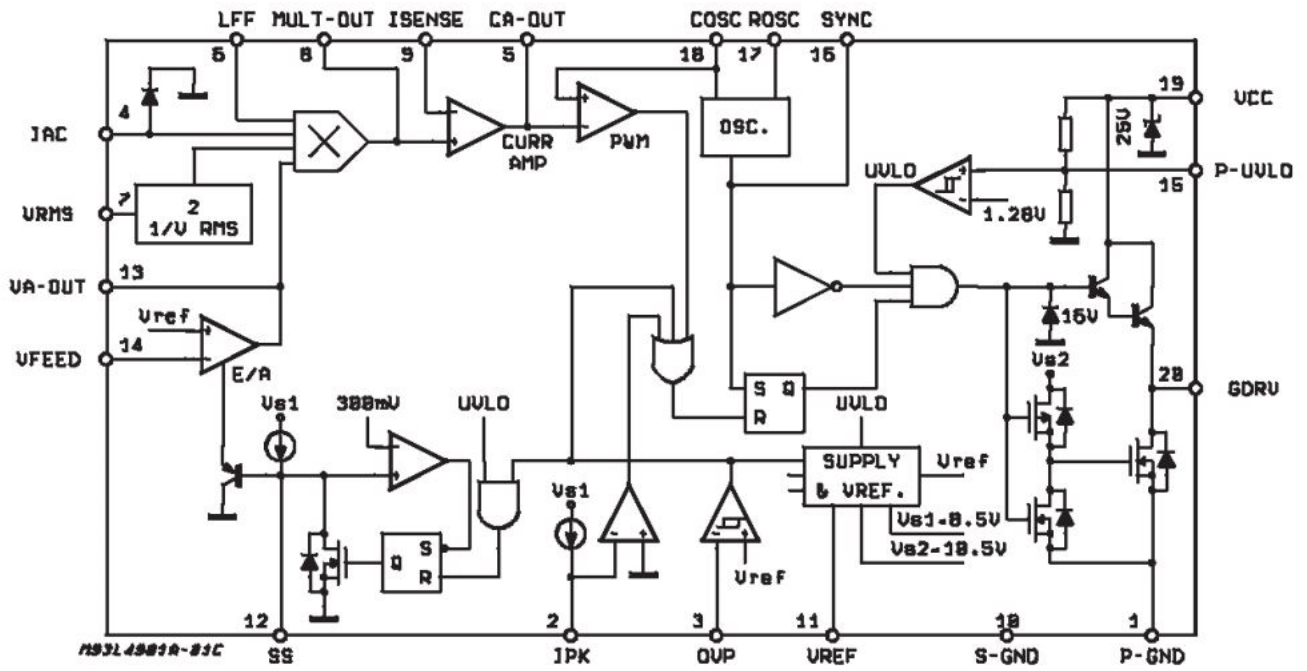 LFF MULT-OUT ISENSE CA-OUT COSC ROSC SYNC
6 8 9 5 18 17 16
19
VCC
4
IAC
OSC.
25V
CURR
AMP
PWM
UVLO
P-UVLO
15
1.28V
7
VRMS
2
1/V RMS
13
VA-OUT
Vref
15V
14
VFEED
E/A
Vs2
20
GDRV
S Q
R
Vs1
300mV
UVLO
UVLO
SUPPLY
& VREF.
Vref
Vs1
Vs1-8.5V
Vs2-10.5V
Q S
R
Vref
12 2 3 11 10 1
M93L4981A-01C
SS IPK OVP VREF S-GND P-GND